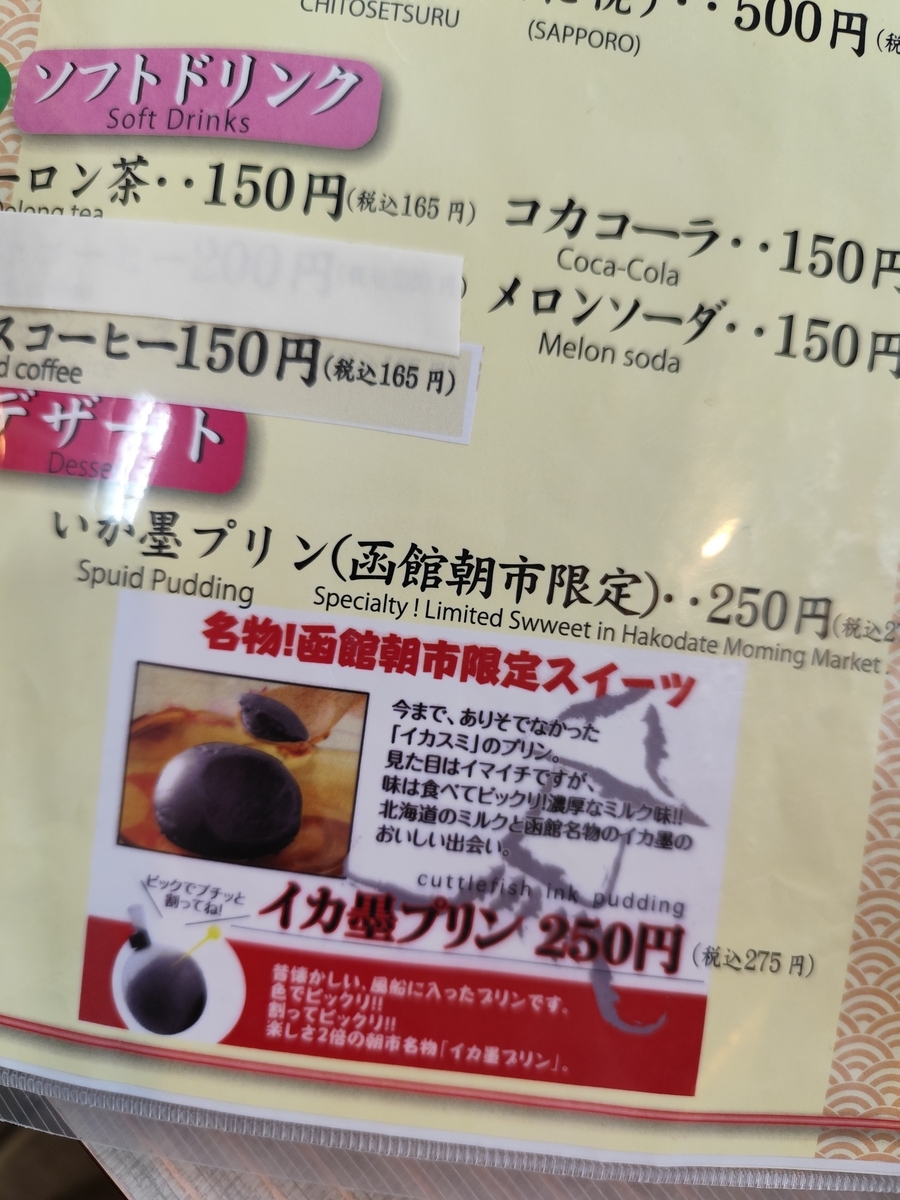 CHITOSETSURU
(SAPPORO)
・・500円
ソフトドリンク
Soft Drinks
ーロン茶・・150円(税込165 円)
Oolong tea
コカコーラ・・150円
Coca-Cola
200円
メロンソーダ・・150円
Melon soda
スコーヒー150円(税込165 円)
d coffee
デザート
Desse
いか墨プリン(函館朝市限定)・・250円(税込2
Spuid Pudding
Specialty ! Limited Swweet in Hakodate Moming Market
名物!函館朝市限定スイーツ
今まで、ありそでなかった
「イカスミ」のプリン。
見た目はイマイチですが、
味は食べてビックリ!濃厚なミルク味!!
北海道のミルクと函館名物のイカ墨の
おいしい出会い。
cuttlefish ink pudding
ピックでプチッと
割ってね!
イカ墨プリン 250円
(税込275 円)
昔懐かしい、風船に入ったプリンです。
色でビックリ!!
割ってビックリ!!
楽しさ2倍の朝市名物「イカ墨プリン」。